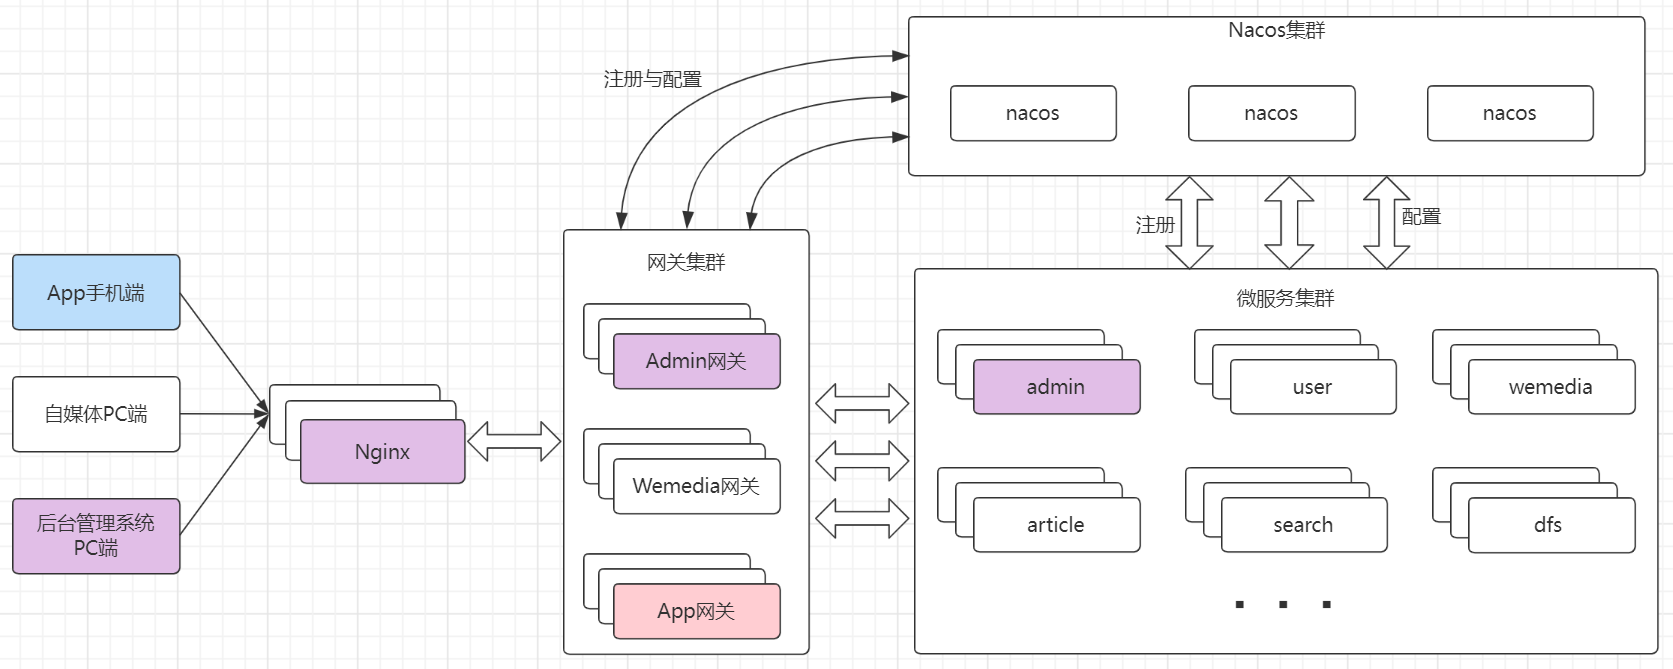 Nacos集群
nacos
nacos
nacos
注册与配置
注册
配置
App手机端
自媒体PC端
后台管理系统
PC端
Nginx
网关集群
Admin网关
Wemedia网关
App网关
微服务集群
admin
user
wemedia
article
search
dfs